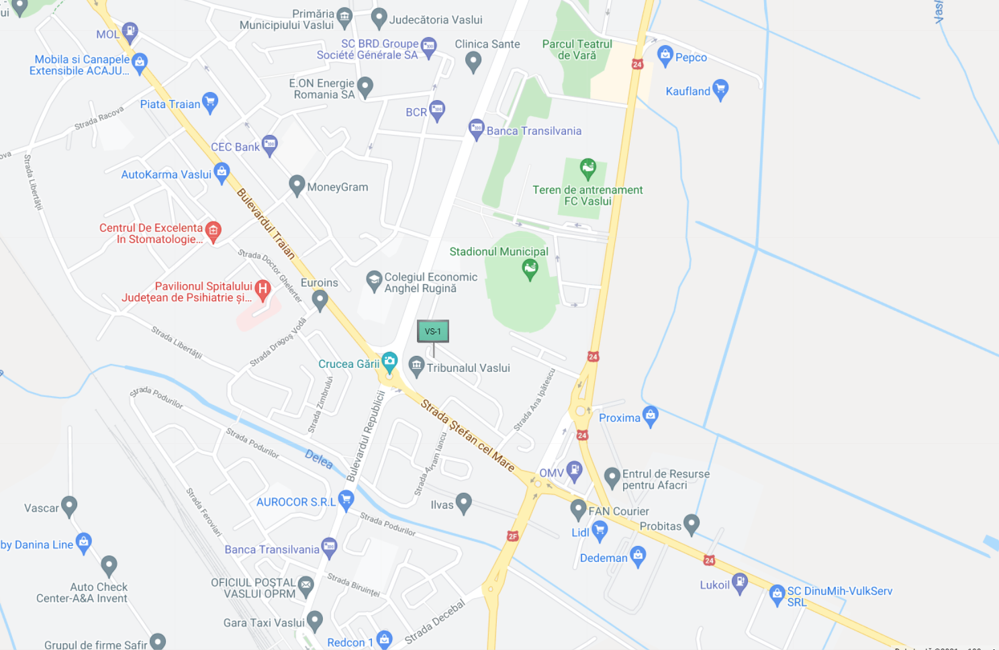 Primăria
Municipiului Vaslui
Judecătoria Vaslui
lui
MOL
SC BRD Groupe
Société Générale SA
Clinica Sante
Parcul Teatrul
de Vară
24
Pepco
Kaufland
Mobila si Canapele
Extensibile ACAJU...
E.ON Energie
Romania SA
Piata Traian
BCR
Strada Racova
Banca Transilvania
CEC Bank
ova
Strada Libertății
AutoKarma Vaslui
MoneyGram
Teren de antrenament
FC Vaslui
Bulevardul Traian
Centrul De Excelenta
In Stomatologie...
Strada Doctor Ghelerter
Stadionul Municipal
Euroins
Colegiul Economic
Anghel Rugină
Pavilionul Spitalului
Județean de Psihiatrie și...
VS-1
Strada Libertății
Strada Dragoș Vodă
24
Crucea Gării
Tribunalul Vaslui
Strada Podurilor
Strada Zimbrului
Strada Ana Ipătescu
Strada Ștefan cel Mare
Proxima
24
Bulevardul Republicii
Strada Podurilor
Delea
Strada Avram Iancu
OMV
Entrul de Resurse
pentru Afacri
AUROCOR S.R.L
Ilvas
Vascar
FAN Courier
Probitas
Strada Feroviari
Strada Podurilor
2F
Lidl
Dedeman
by Danina Line
Banca Transilvania
24
Lukoil
Auto Check
Center-A&A Invent
OFICIUL POȘTAL
VASLUI OPRM
Strada Biruinței
SC DinuMih-VulkServ
SRL
Gara Taxi Vaslui
Strada Decebal
Redcon 1
Grupul de firme Safir